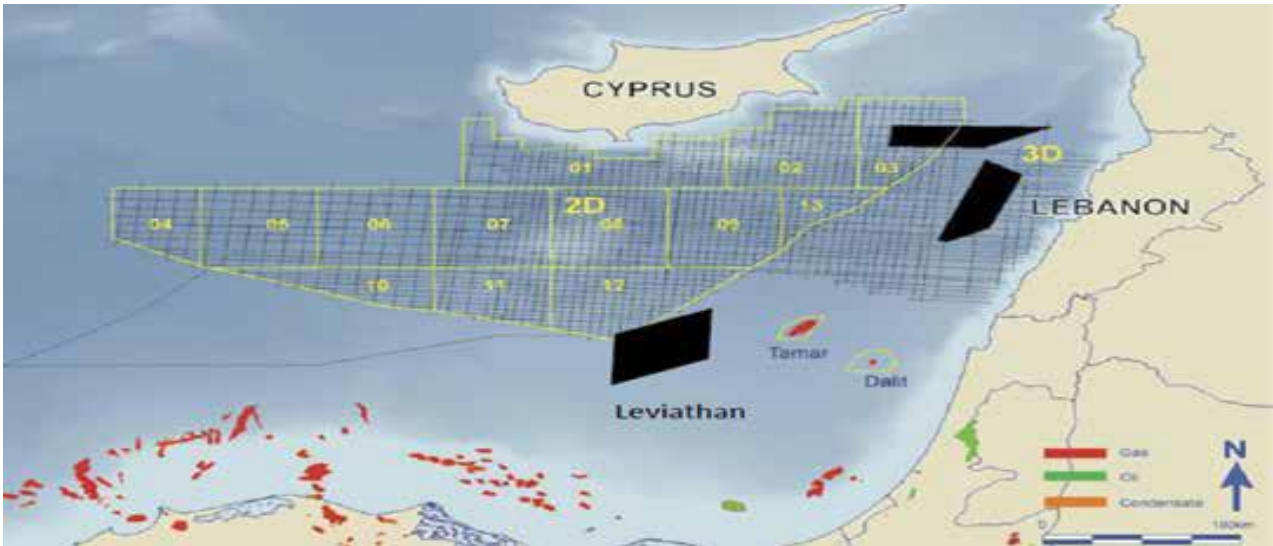 CYPRUS
01
02
03
3D
LEBANON
04
05
06
07
2D
08
09
13
10
11
12
Tamar
Dalit
Leviathan
Gas
Oil
Condensate
N
0
100km